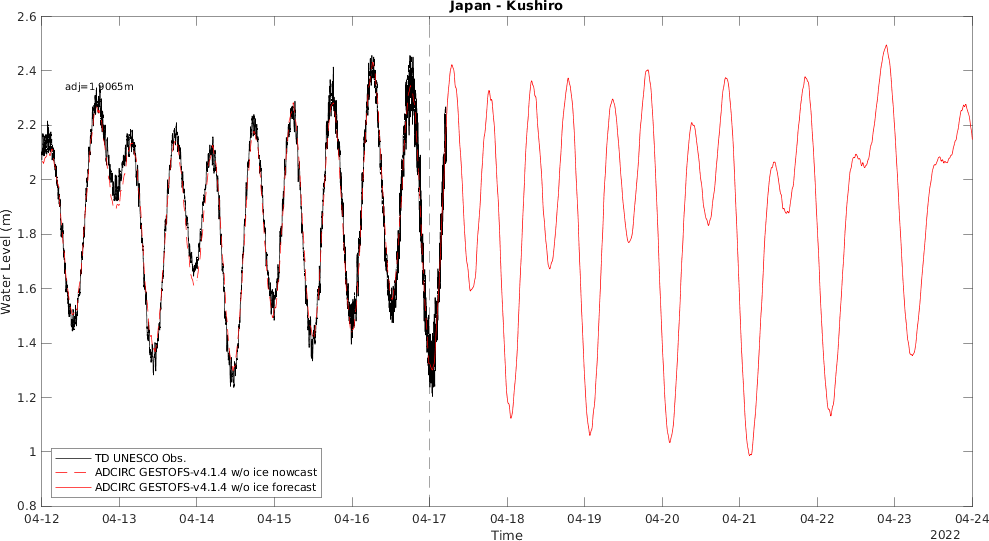 Japan - Kushiro
2.6
2.4
2.2
2
1.8
1.6
1.4
1.2
1
0.8
Water Level (m)
adj=1.9065m
TD UNESCO Obs.
ADCIRC GESTOFS-v4.1.4 w/o ice nowcast
ADCIRC GESTOFS-v4.1.4 w/o ice forecast
04-12 04-13 04-14 04-15 04-16 04-17 04-18 04-19 04-20 04-21 04-22 04-23 04-24
Time
2022